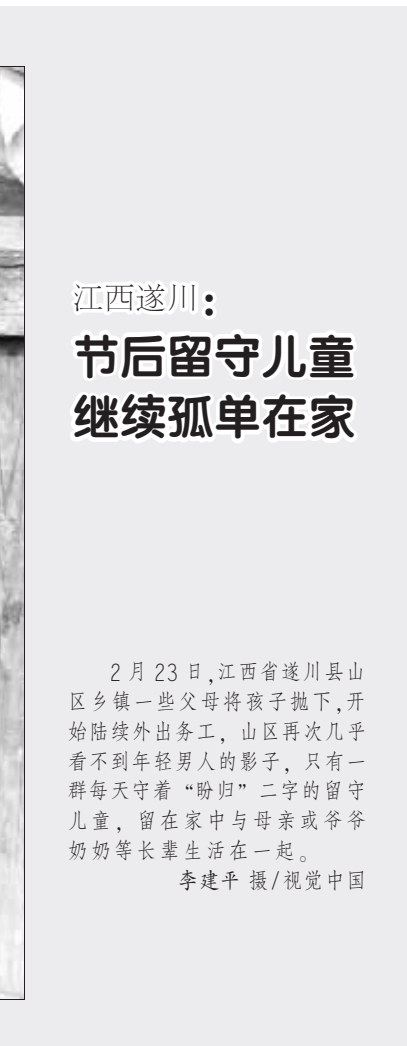 江西遂川：
节后留守儿童
继续孤单在家
2月23日,江西省遂川县山
区乡镇一些父母将孩子抛下,开
始陆续外出务工，山区再次几乎
看不到年轻男人的影子，只有一
群每天守着“盼归”二字的留守
儿童，留在家中与母亲或爷爷
奶奶等长辈生活在一起。
李建平 摄/视觉中国